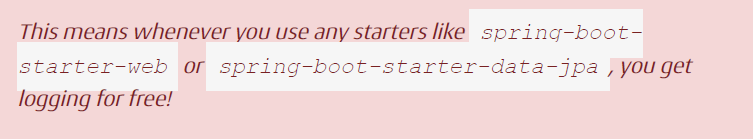 This means whenever you use any starters like spring-boot-
starter-web or spring-boot-starter-data-jpa, you get
logging for free!